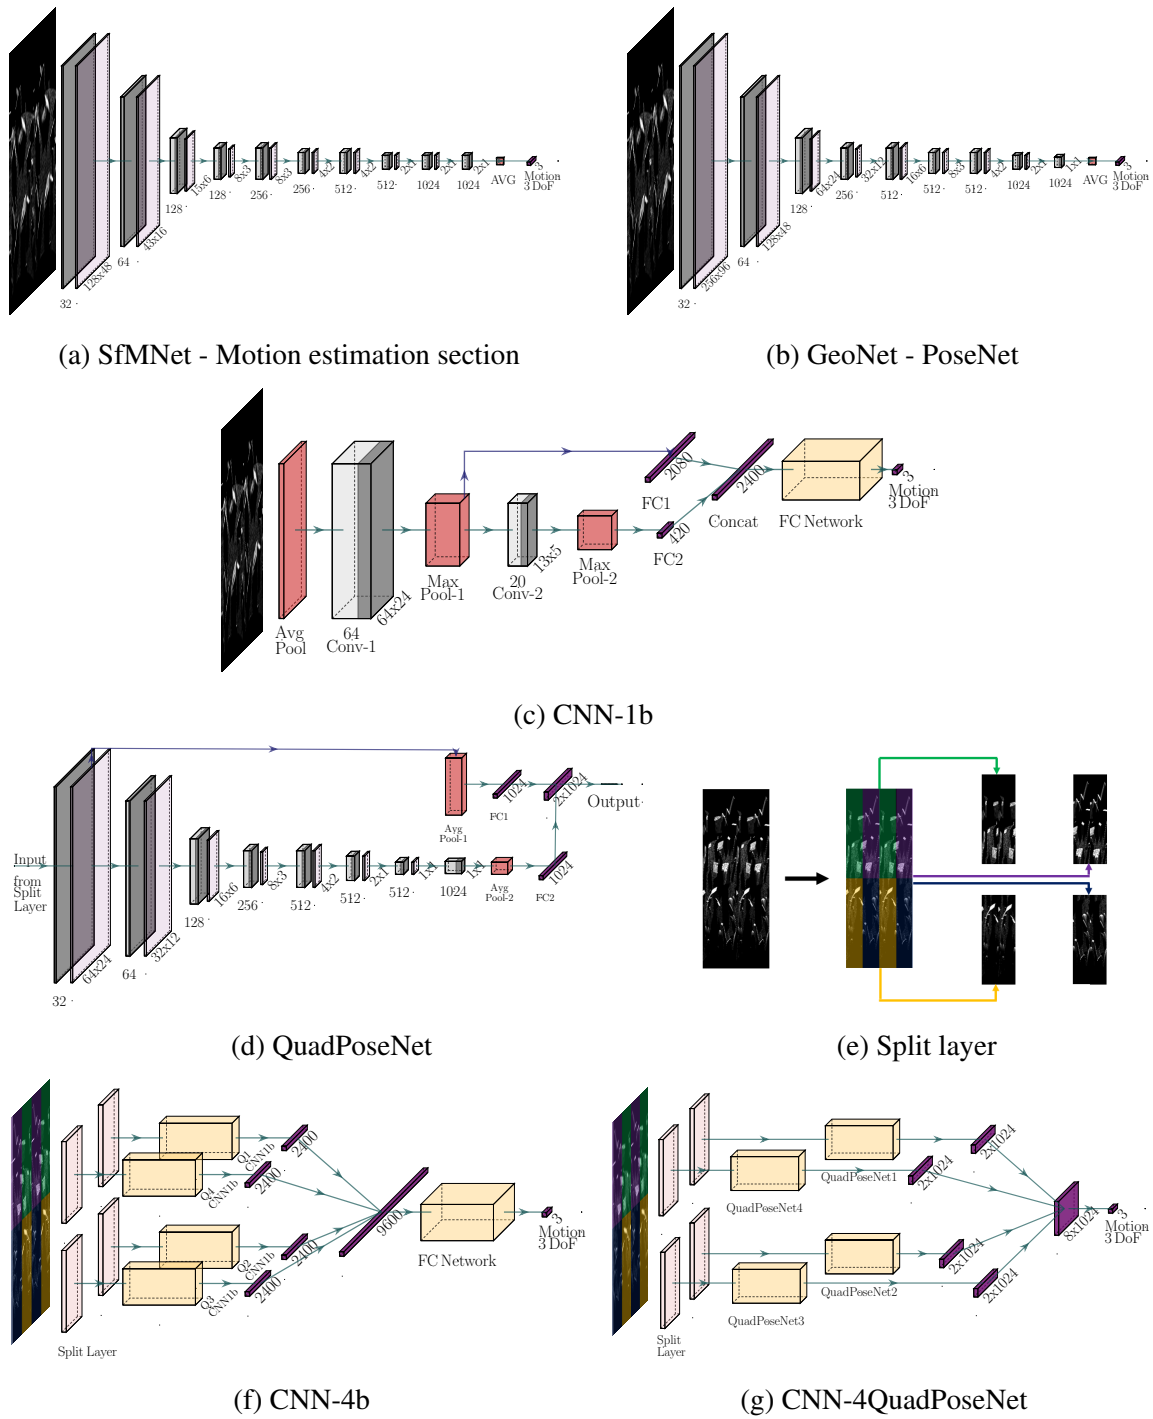 32 ·
128x48
64 ·
43x16
128 ·
15x6
128 ·
8x3
256 ·
8x3
256 ·
4x2
512 ·
4x2
512 ·
2x1
1024
2x1
1024
2x1
AVG
3
Motion
3 DoF
(a) SfMNet - Motion estimation section
32 ·
256x96
64 ·
128x48
128 ·
64x24
256 ·
32x12
512 ·
16x6
512 ·
8x3
512 ·
4x2
1024
2x1
1024
1x1
AVG
3
Motion
3 DoF
(b) GeoNet - PoseNet
Avg
Pool
64
Conv-1
64x24
Max
Pool-1
20
Conv-2
13x5
Max
Pool-2
2080
FC1
420
FC2
2400
Concat
FC Network
3
Motion
3 DoF
(c) CNN-1b
Input
from
Split
Layer
32 ·
64x24
64 ·
32x12
128 ·
16x6
256 ·
8x3
512 ·
4x2
512 ·
2x1
512 ·
1x1
1024
1x1
Avg
Pool-2
1024
FC2
Avg
Pool-1
1024
FC1
2x1024
Output
(d) QuadPoseNet
(e) Split layer
Split Layer
Q1
CNN1b
2400
Q4
CNN1b
2400
Q2
CNN1b
2400
Q3
CNN1b
2400
9600
FC Network
3
Motion
3 DoF
(f) CNN-4b
Split
Layer
QuadPoseNet1
2x1024
QuadPoseNet4
2x1024
QuadPoseNet2
2x1024
QuadPoseNet3
2x1024
8x1024
3
Motion
3 DoF
(g) CNN-4QuadPoseNet